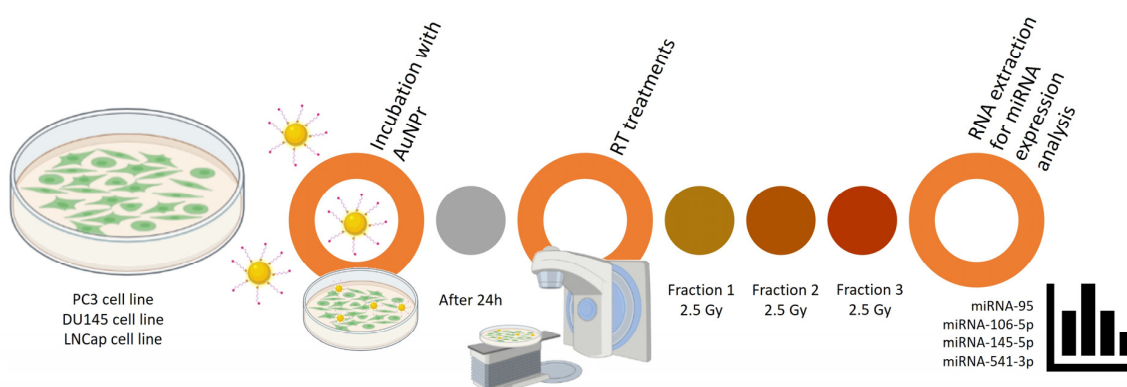 Incubation with
AuNPr
RT treatments
RNA extraction
for miRNA
expression
analysis
PC3 cell line
DU145 cell line
LNCap cell line
After 24h
Fraction 1
2.5 Gy
Fraction 2
2.5 Gy
Fraction 3
2.5 Gy
miRNA-95
miRNA-106-5p
miRNA-145-5p
miRNA-541-3p